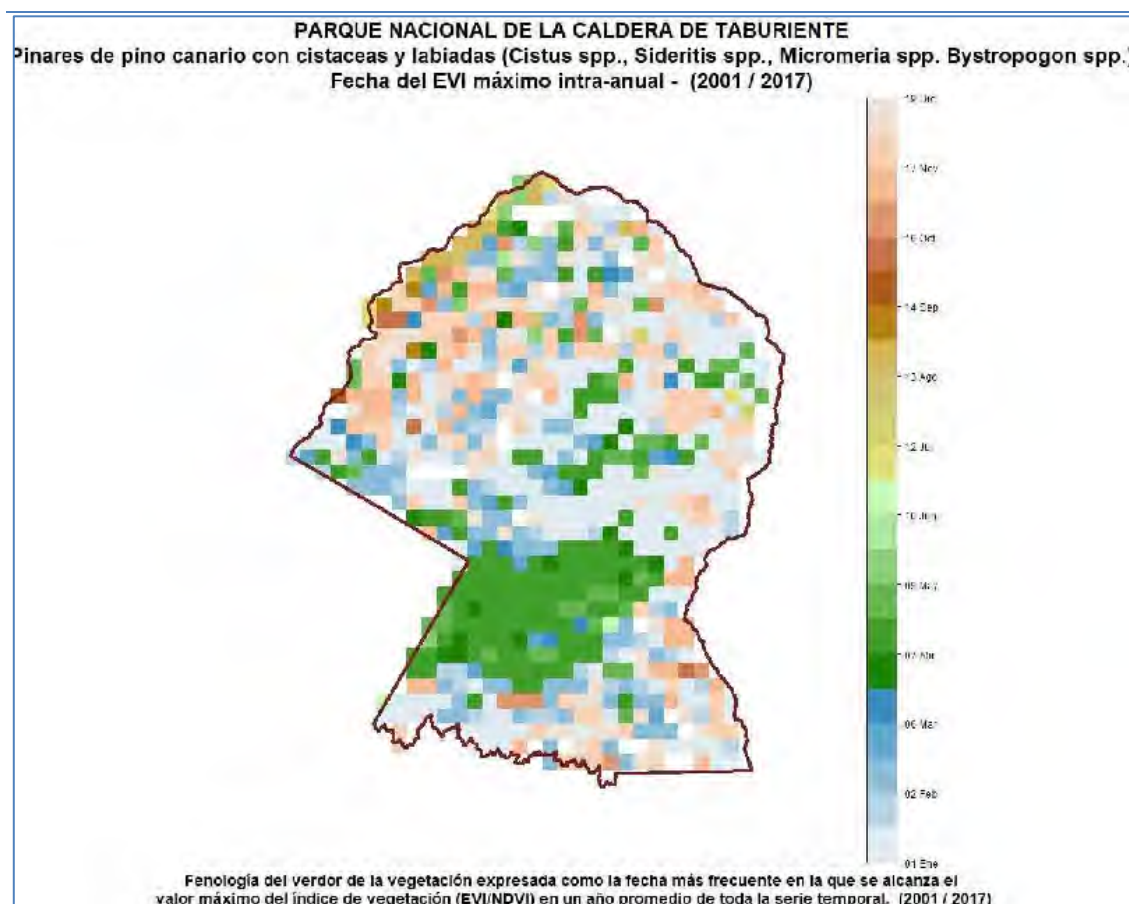 PARQUE NACIONAL DE LA CALDERA DE TABURIENTE
Pinares de pino canario con cistaceas y labiadas (Cistus spp., Sideritis spp., Micromeria spp. Bystropogon spp.)
Fecha del EVI máximo intra-anual - (2001 / 2017)
19 Dic
17 Nov
16 Oct
14 Sep
13 Ago
12 Jul
10 Jun
09 May
07 Abr
06 Mar
02 Feb
01 Ene
Fenología del verdor de la vegetación expresada como la fecha más frecuente en la que se alcanza el
valor máximo del índice de vegetación (EVI/NDVI) en un año promedio de toda la serie temporal. (2001 / 2017)